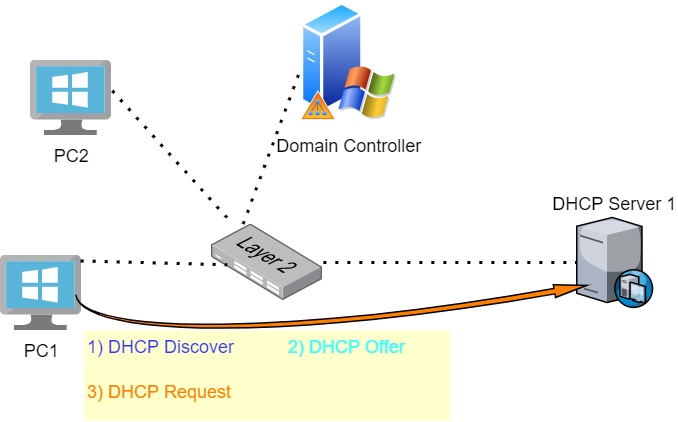 Domain Controller
PC2
DHCP Server 1
Layer 2
PC1
1) DHCP Discover
2) DHCP Offer
3) DHCP Request